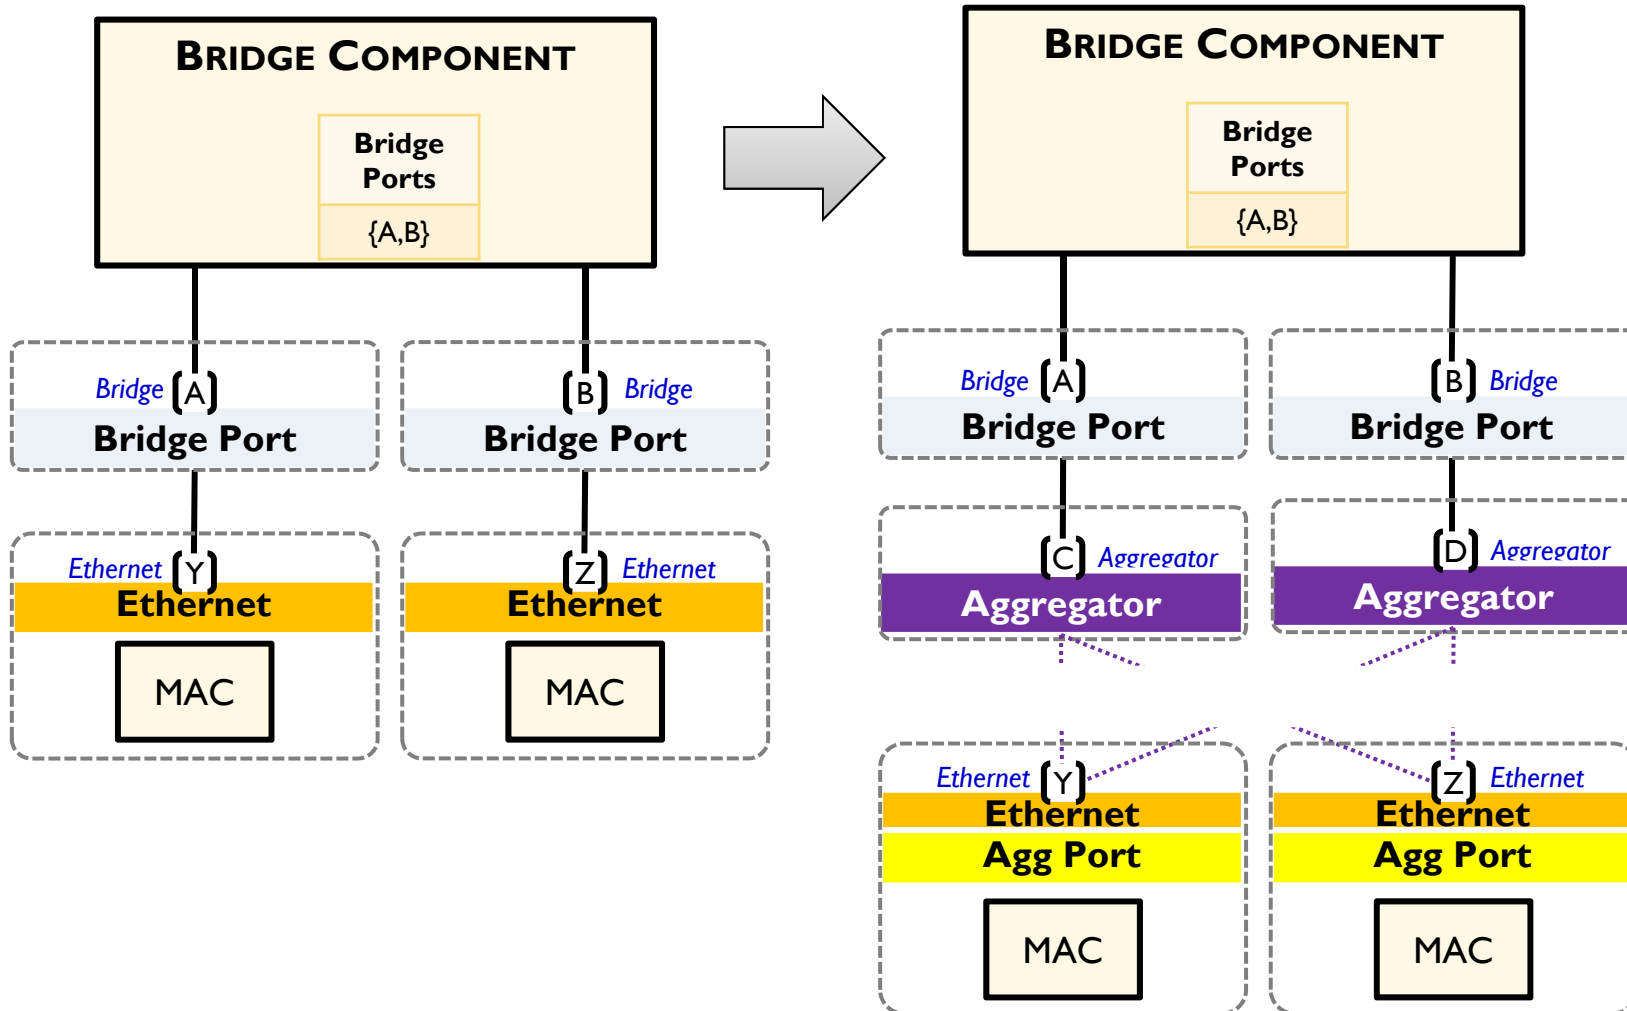 BRIDGE COMPONENT
Bridge
Ports
{A,B}
Bridge [A]
Bridge Port
[B] Bridge
Bridge Port
Ethernet [Y]
Ethernet
MAC
[Z] Ethernet
Ethernet
MAC
BRIDGE COMPONENT
Bridge
Ports
{A,B}
Bridge [A]
Bridge Port
[B] Bridge
Bridge Port
[C] Aggregator
Aggregator
[D] Aggregator
Aggregator
Ethernet [Y]
Ethernet
Agg Port
MAC
[Z] Ethernet
Ethernet
Agg Port
MAC